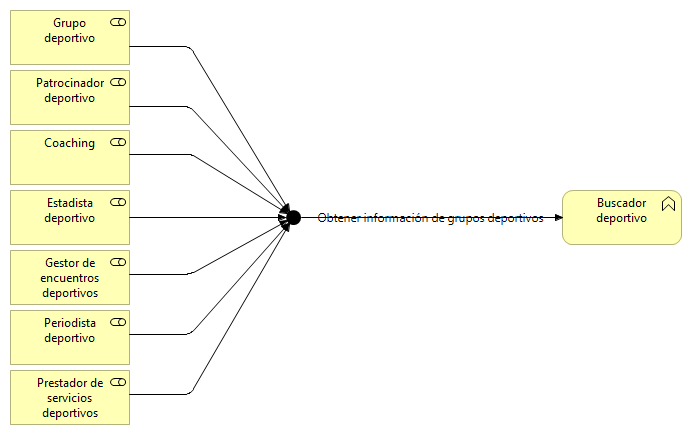 Grupo
deportivo
Patrocinador
deportivo
Coaching
Estadista
deportivo
Gestor de
encuentros
deportivos
Periodista
deportivo
Prestador de
servicios
deportivos
Obtener información de grupos deportivos
Buscador
deportivo